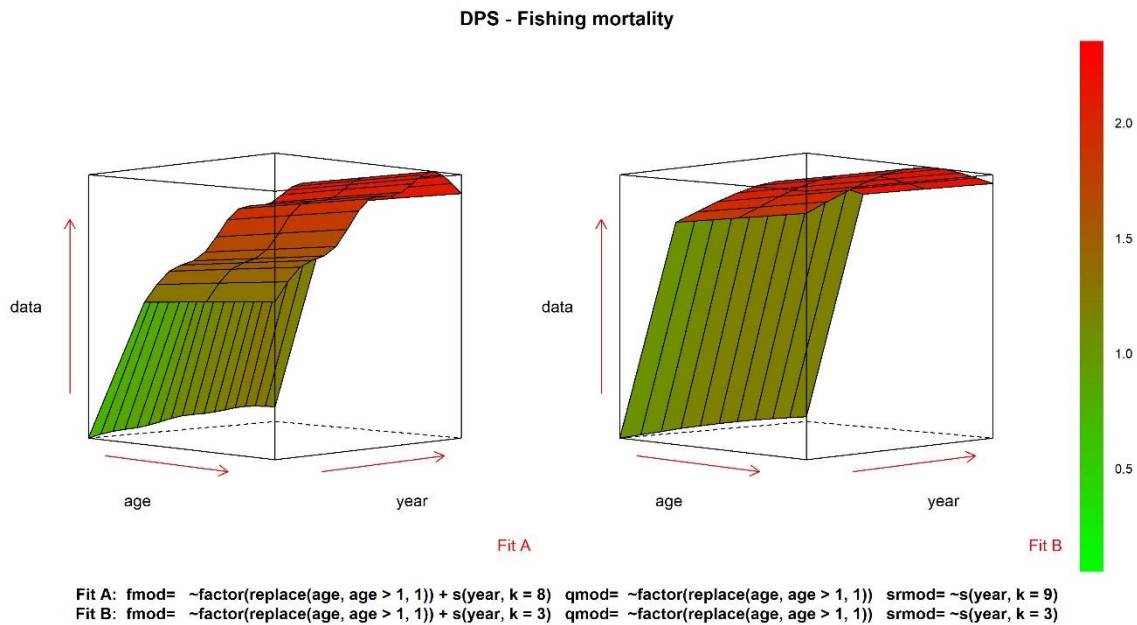 DPS - Fishing mortality
2.0
1.5
1.0
0.5
data
age
year
Fit A
data
age
year
Fit B
Fit A: fmod= ~factor(replace(age, age > 1, 1)) + s(year, k = 8) qmod= ~factor(replace(age, age > 1, 1)) srmod= ~s(year, k = 9)
Fit B: fmod= ~factor(replace(age, age > 1, 1)) + s(year, k = 3) qmod= ~factor(replace(age, age > 1, 1)) srmod= ~s(year, k = 3)